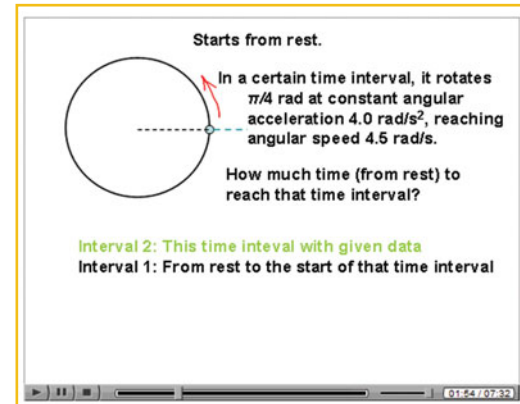 Starts from rest.
In a certain time interval, it rotates
π/4 rad at constant angular
acceleration 4.0 rad/s², reaching
angular speed 4.5 rad/s.
How much time (from rest) to
reach that time interval?
Interval 2: This time inteval with given data
Interval 1: From rest to the start of that time interval
01:54 / 07:32